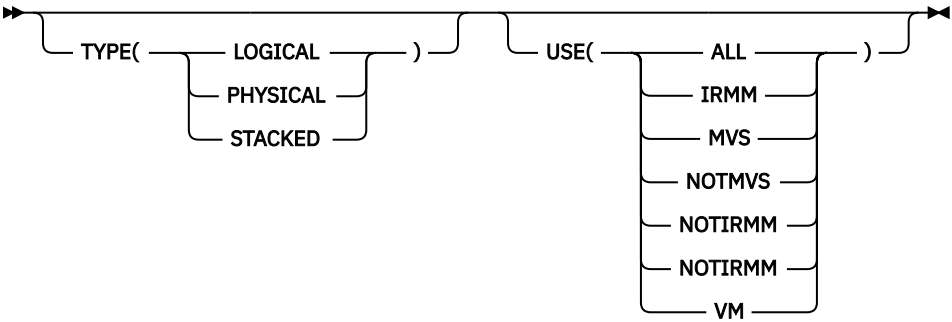 TYPE( LOGICAL ) USE( ALL )
PHYSICAL IRMM
STACKED MVS
NOTMVS
NOTIRMM
NOTIRMM
VM